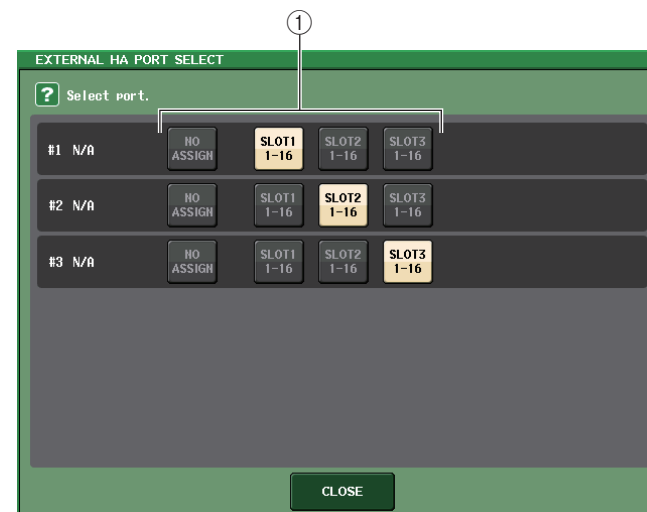 ①
EXTERNAL HA PORT SELECT
? Select port.
#1 N/A NO ASSIGN SLOT1 1-16 SLOT2 1-16 SLOT3 1-16
#2 N/A NO ASSIGN SLOT1 1-16 SLOT2 1-16 SLOT3 1-16
#3 N/A NO ASSIGN SLOT1 1-16 SLOT2 1-16 SLOT3 1-16
CLOSE